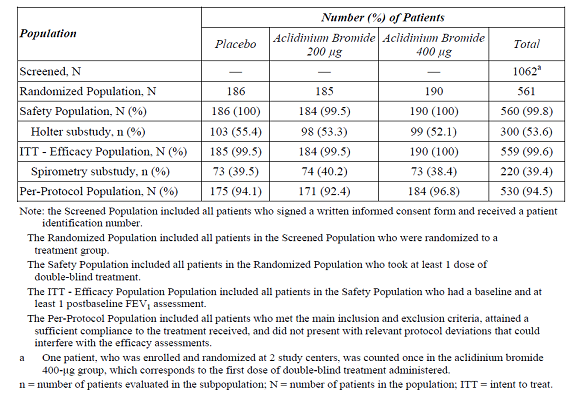 Population
Number (%) of Patients
Placebo Aclidinium Bromide 200 µg Aclidinium Bromide 400 µg Total
Screened, N — — — 1062a
Randomized Population, N 186 185 190 561
Safety Population, N (%) 186 (100) 184 (99.5) 190 (100) 560 (99.8)
Holter substudy, n (%) 103 (55.4) 98 (53.3) 99 (52.1) 300 (53.6)
ITT - Efficacy Population, N (%) 185 (99.5) 184 (99.5) 190 (100) 559 (99.6)
Spirometry substudy, n (%) 73 (39.5) 74 (40.2) 73 (38.4) 220 (39.4)
Per-Protocol Population, N (%) 175 (94.1) 171 (92.4) 184 (96.8) 530 (94.5)
Note: the Screened Population included all patients who signed a written informed consent form and received a patient
identification number.
The Randomized Population included all patients in the Screened Population who were randomized to a
treatment group.
The Safety Population included all patients in the Randomized Population who took at least 1 dose of
double-blind treatment.
The ITT - Efficacy Population Population included all patients in the Safety Population who had a baseline and at
least 1 postbaseline FEV1 assessment.
The Per-Protocol Population included all patients who met the main inclusion and exclusion criteria, attained a
sufficient compliance to the treatment received, and did not present with relevant protocol deviations that could
interfere with the efficacy assessments.
a One patient, who was enrolled and randomized at 2 study centers, was counted once in the aclidinium bromide
400-µg group, which corresponds to the first dose of double-blind treatment administered.
n = number of patients evaluated in the subpopulation; N = number of patients in the population; ITT = intent to treat.